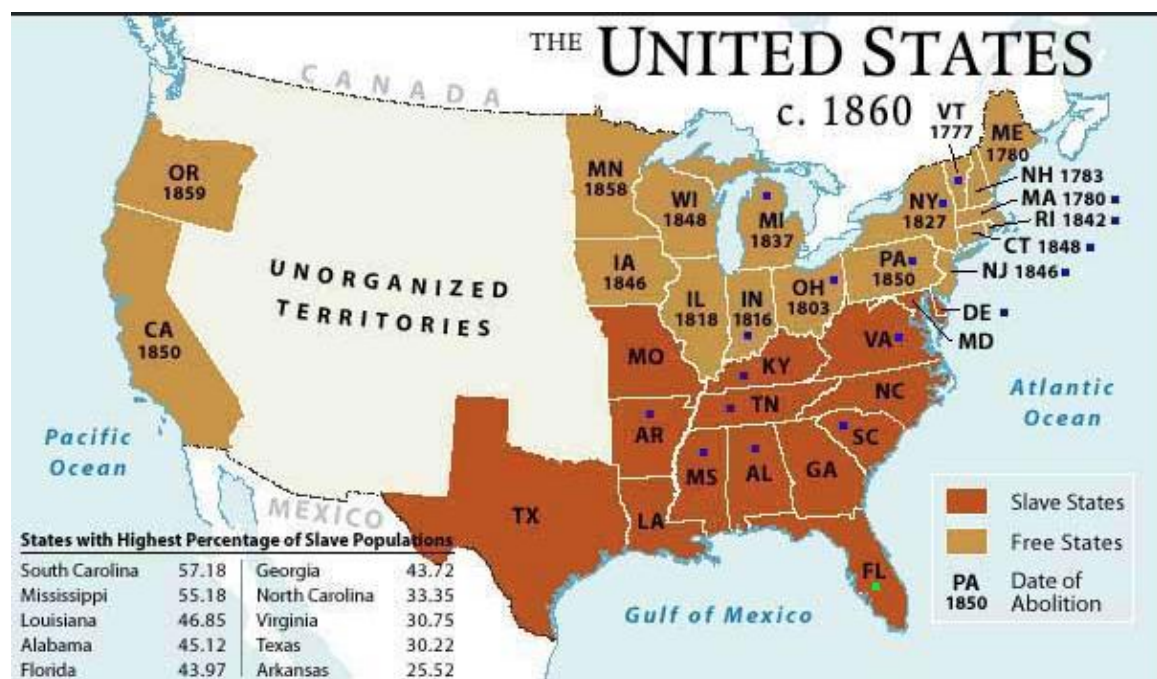 THE UNITED STATES
c. 1860
CANADA
VT
1777
ME
1780
NH 1783
MA 1780
RI 1842
CT 1848
NJ 1846
DE
MD
OR
1859
MN
1858
WI
1848
MI
1837
NY
1827
PA
1850
IA
1846
IL
1818
IN
1816
OH
1803
CA
1850
UNORGANIZED
TERRITORIES
MO
KY
VA
NC
TN
AR
SC
MS
AL
GA
TX
LA
FL
Pacific
Ocean
Atlantic
Ocean
MEXICO
Gulf of Mexico
Slave States
Free States
PA
1850
Date of
Abolition
States with Highest Percentage of Slave Populations
South Carolina 57.18 Georgia 43.72
Mississippi 55.18 North Carolina 33.35
Louisiana 46.85 Virginia 30.75
Alabama 45.12 Texas 30.22
Florida 43.97 Arkansas 25.52